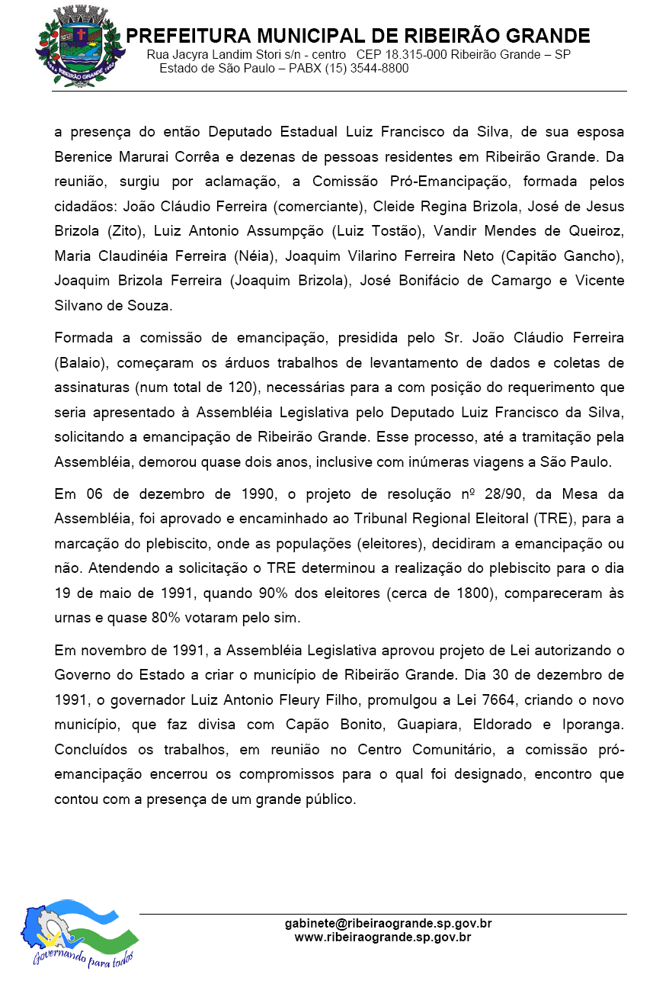 PREFEITURA MUNICIPAL DE RIBEIRÃO GRANDE
Rua Jacyra Landim Stori s/n - centro CEP 18.315-000 Ribeirão Grande – SP
Estado de São Paulo – PABX (15) 3544-8800
RIBEIRÃO GRANDE
a presença do então Deputado Estadual Luiz Francisco da Silva, de sua esposa
Berenice Marurai Corrêa e dezenas de pessoas residentes em Ribeirão Grande. Da
reunião, surgiu por aclamação, a Comissão Pró-Emancipação, formada pelos
cidadãos: João Cláudio Ferreira (comerciante), Cleide Regina Brizola, José de Jesus
Brizola (Zito), Luiz Antonio Assumpção (Luiz Tostão), Vandir Mendes de Queiroz,
Maria Claudinéia Ferreira (Néia), Joaquim Vilarino Ferreira Neto (Capitão Gancho),
Joaquim Brizola Ferreira (Joaquim Brizola), José Bonifácio de Camargo e Vicente
Silvano de Souza.
Formada a comissão de emancipação, presidida pelo Sr. João Cláudio Ferreira
(Balaio), começaram os árduos trabalhos de levantamento de dados e coletas de
assinaturas (num total de 120), necessárias para a com posição do requerimento que
seria apresentado à Assembléia Legislativa pelo Deputado Luiz Francisco da Silva,
solicitando a emancipação de Ribeirão Grande. Esse processo, até a tramitação pela
Assembléia, demorou quase dois anos, inclusive com inúmeras viagens a São Paulo.
Em 06 de dezembro de 1990, o projeto de resolução nº 28/90, da Mesa da
Assembléia, foi aprovado e encaminhado ao Tribunal Regional Eleitoral (TRE), para a
marcação do plebiscito, onde as populações (eleitores), decidiram a emancipação ou
não. Atendendo a solicitação o TRE determinou a realização do plebiscito para o dia
19 de maio de 1991, quando 90% dos eleitores (cerca de 1800), compareceram às
urnas e quase 80% votaram pelo sim.
Em novembro de 1991, a Assembléia Legislativa aprovou projeto de Lei autorizando o
Governo do Estado a criar o município de Ribeirão Grande. Dia 30 de dezembro de
1991, o governador Luiz Antonio Fleury Filho, promulgou a Lei 7664, criando o novo
município, que faz divisa com Capão Bonito, Guapiara, Eldorado e Iporanga.
Concluídos os trabalhos, em reunião no Centro Comunitário, a comissão pró-
emancipação encerrou os compromissos para o qual foi designado, encontro que
contou com a presença de um grande público.
gabinete@ribeiraogrande.sp.gov.br
www.ribeiraogrande.sp.gov.br
Governando para todos